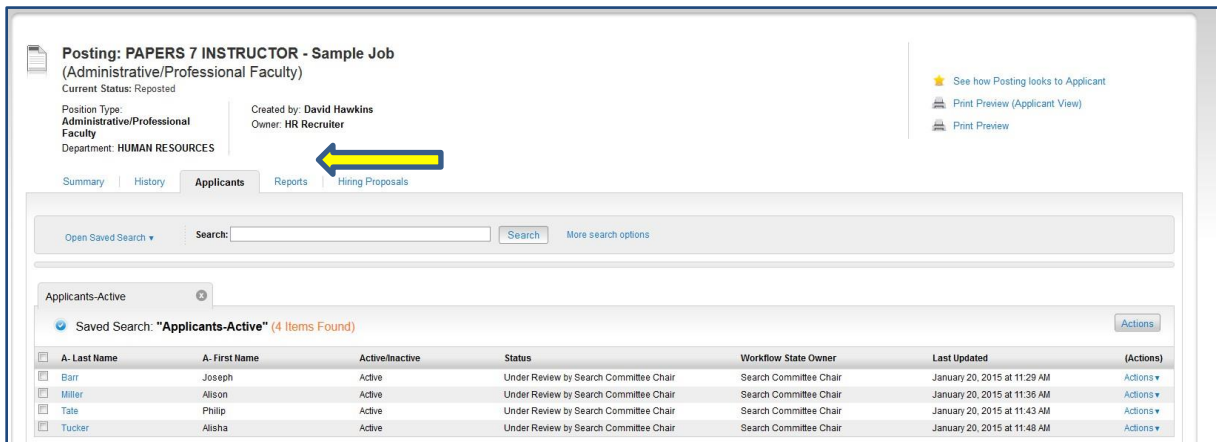 Posting: PAPERS 7 INSTRUCTOR - Sample Job
(Administrative/Professional Faculty)
Current Status: Reposted
Position Type:
Administrative/Professional
Faculty
Department: HUMAN RESOURCES
Created by: David Hawkins
Owner: HR Recruiter
See how Posting looks to Applicant
Print Preview (Applicant View)
Print Preview
Summary History Applicants Reports Hiring Proposals
Open Saved Search Search: Search More search options
Applicants-Active
Saved Search: "Applicants-Active" (4 Items Found) Actions
A- Last Name A- First Name Active/Inactive Status Workflow State Owner Last Updated (Actions)
Barr Joseph Active Under Review by Search Committee Chair Search Committee Chair January 20, 2015 at 11:29 AM Actions
Miller Alison Active Under Review by Search Committee Chair Search Committee Chair January 20, 2015 at 11:36 AM Actions
Tate Philip Active Under Review by Search Committee Chair Search Committee Chair January 20, 2015 at 11:43 AM Actions
Tucker Alisha Active Under Review by Search Committee Chair Search Committee Chair January 20, 2015 at 11:48 AM Actions